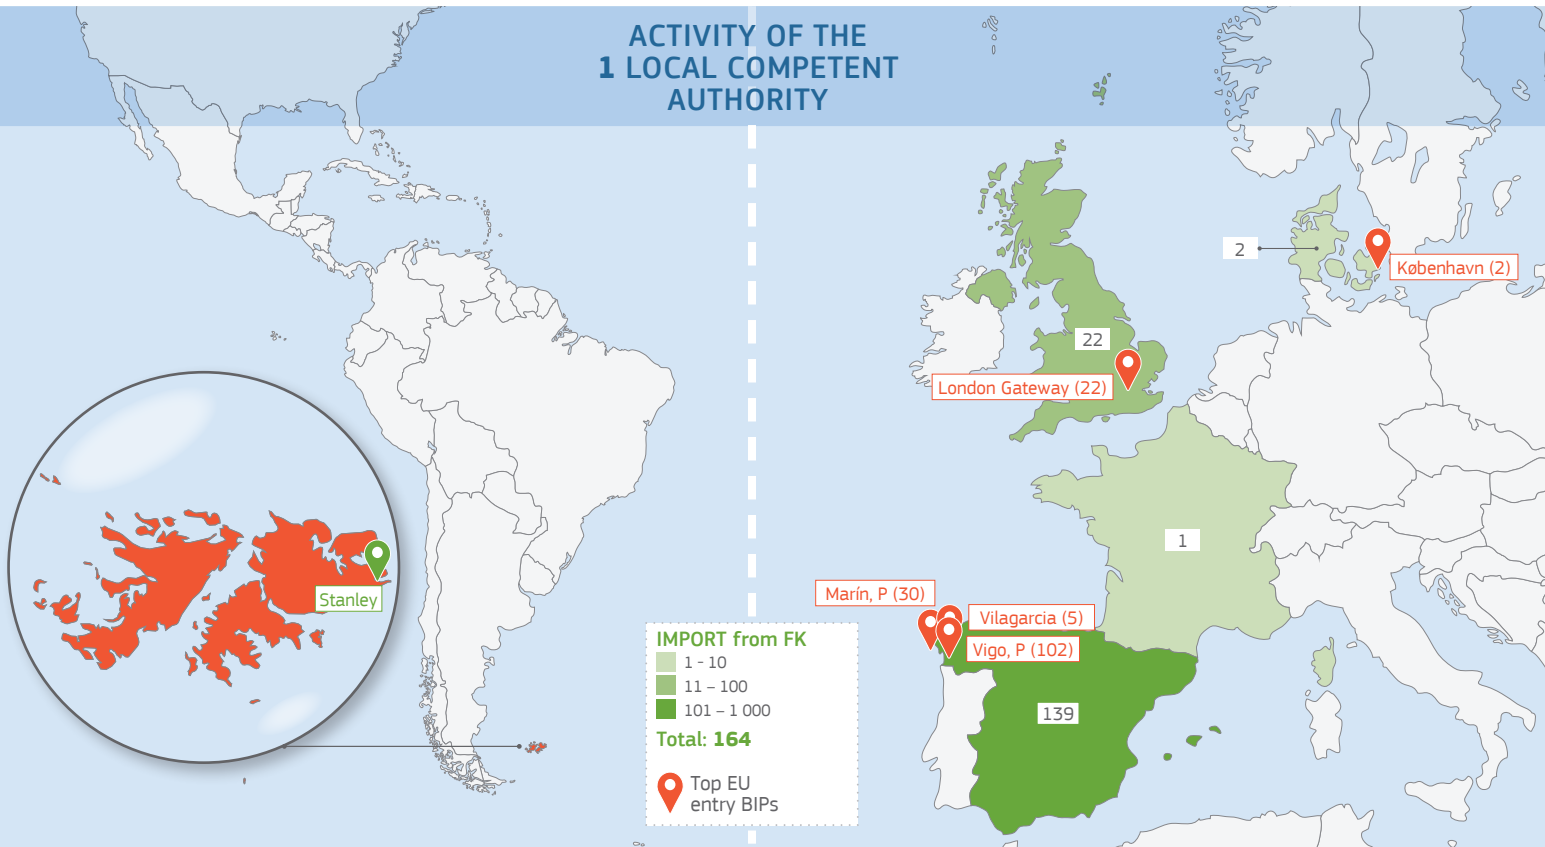 ACTIVITY OF THE
1 LOCAL COMPETENT
AUTHORITY
2
København (2)
22
London Gateway (22)
1
Stanley
Marín, P (30)
Vilagarcia (5)
Vigo, P (102)
139
IMPORT from FK
1 - 10
11 – 100
101 – 1 000
Total: 164
Top EU
entry BIPs